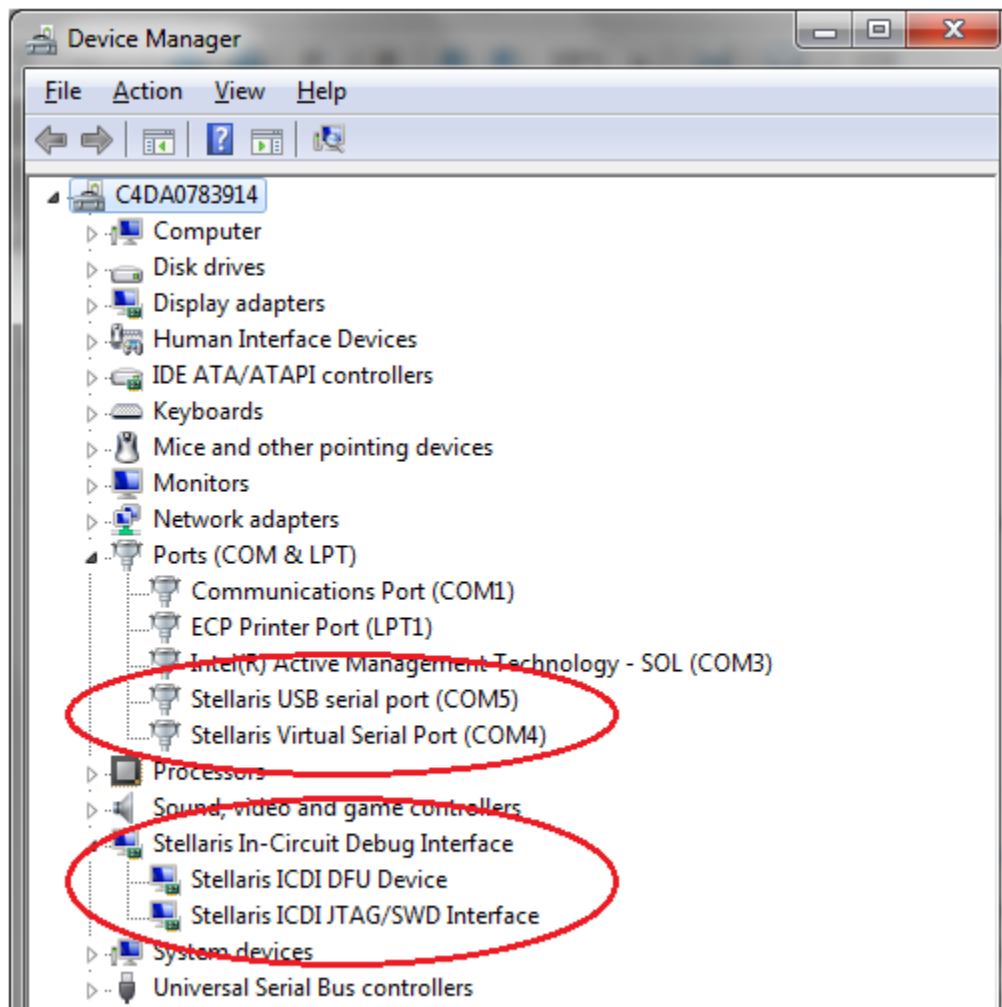 Device Manager
File Action View Help
C4DA0783914
Computer
Disk drives
Display adapters
Human Interface Devices
IDE ATA/ATAPI controllers
Keyboards
Mice and other pointing devices
Monitors
Network adapters
Ports (COM & LPT)
Communications Port (COM1)
ECP Printer Port (LPT1)
Intel(R) Active Management Technology - SOL (COM3)
Stellaris USB serial port (COM5)
Stellaris Virtual Serial Port (COM4)
Processors
Sound, video and game controllers
Stellaris In-Circuit Debug Interface
Stellaris ICDI DFU Device
Stellaris ICDI JTAG/SWD Interface
System devices
Universal Serial Bus controllers